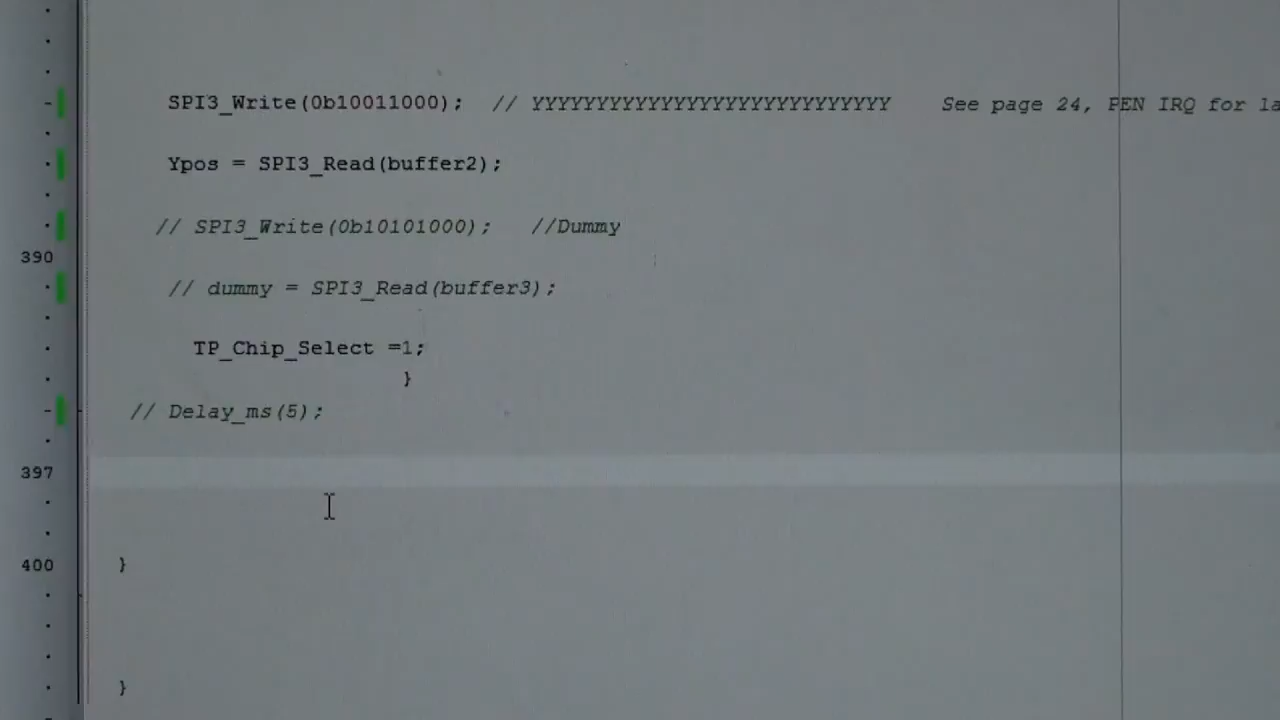 SPI3_Write(0b10011000); // YYYYYYYYYYYYYYYYYYYYYYYYYYYY See page 24, PEN IRQ for la
Ypos = SPI3_Read(buffer2);
// SPI3_Write(0b10101000); //Dummy
390
// dummy = SPI3_Read(buffer3);
TP_Chip_Select =1;
}
// Delay_ms(5);
397
400 }
}